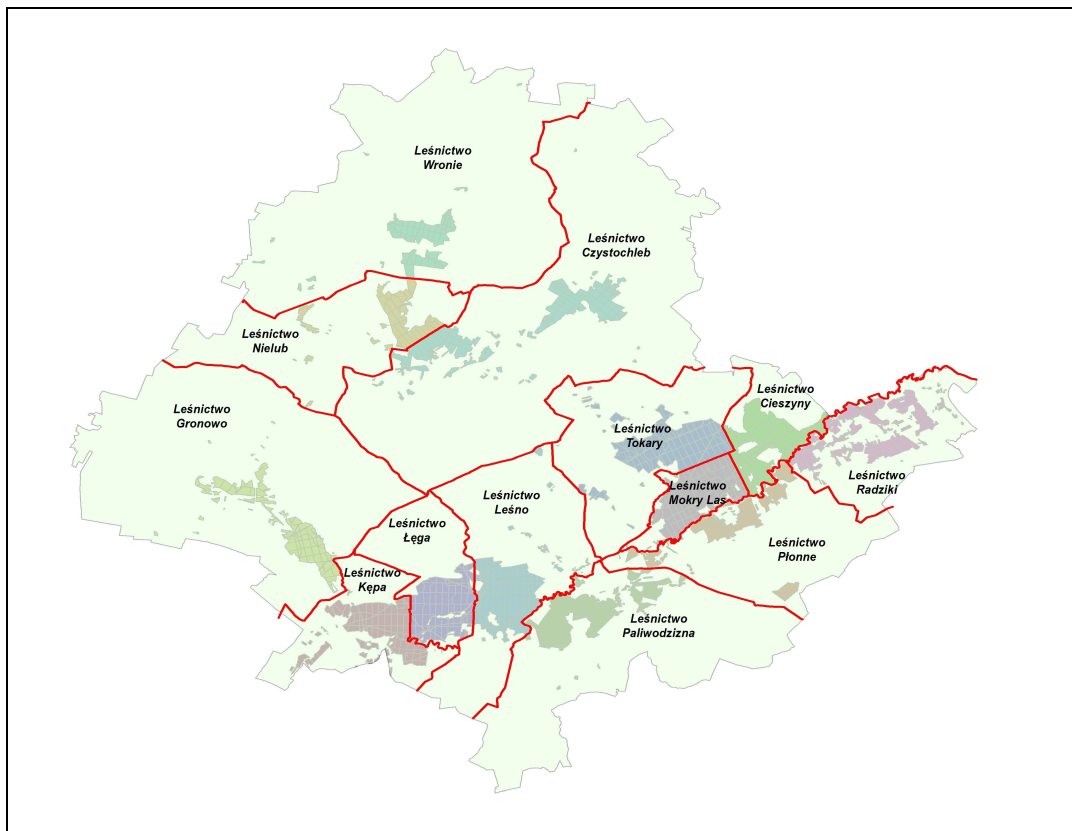 Leśnictwo
Wronie
Leśnictwo
Czystochleb
Leśnictwo
Nielub
Leśnictwo
Gronowo
Leśnictwo
Cieszyny
Leśnictwo
Tokary
Leśnictwo
Radziki
Leśnictwo
Mokry Las
Leśnictwo
Leśno
Leśnictwo
Łęga
Leśnictwo
Płonne
Leśnictwo
Kępa
Leśnictwo
Paliwodzizna